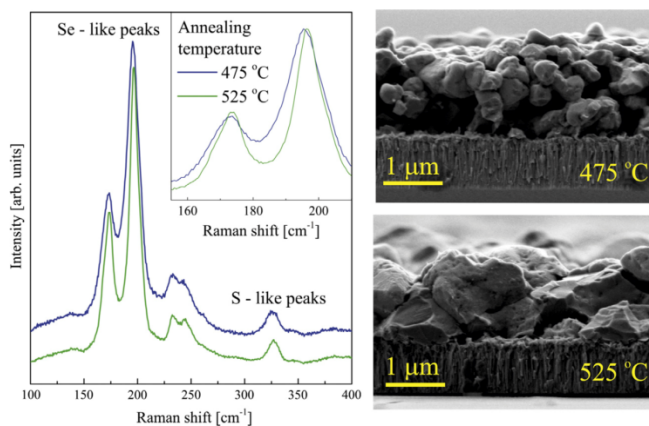 Se - like peaks
Annealing
temperature
475 °C
525 °C
160 180 200
Raman shift [cm⁻¹]
S - like peaks
Intensity [arb. units]
100 150 200 250 300 350 400
Raman shift [cm⁻¹]
1 μm
475 °C
1 μm
525 °C